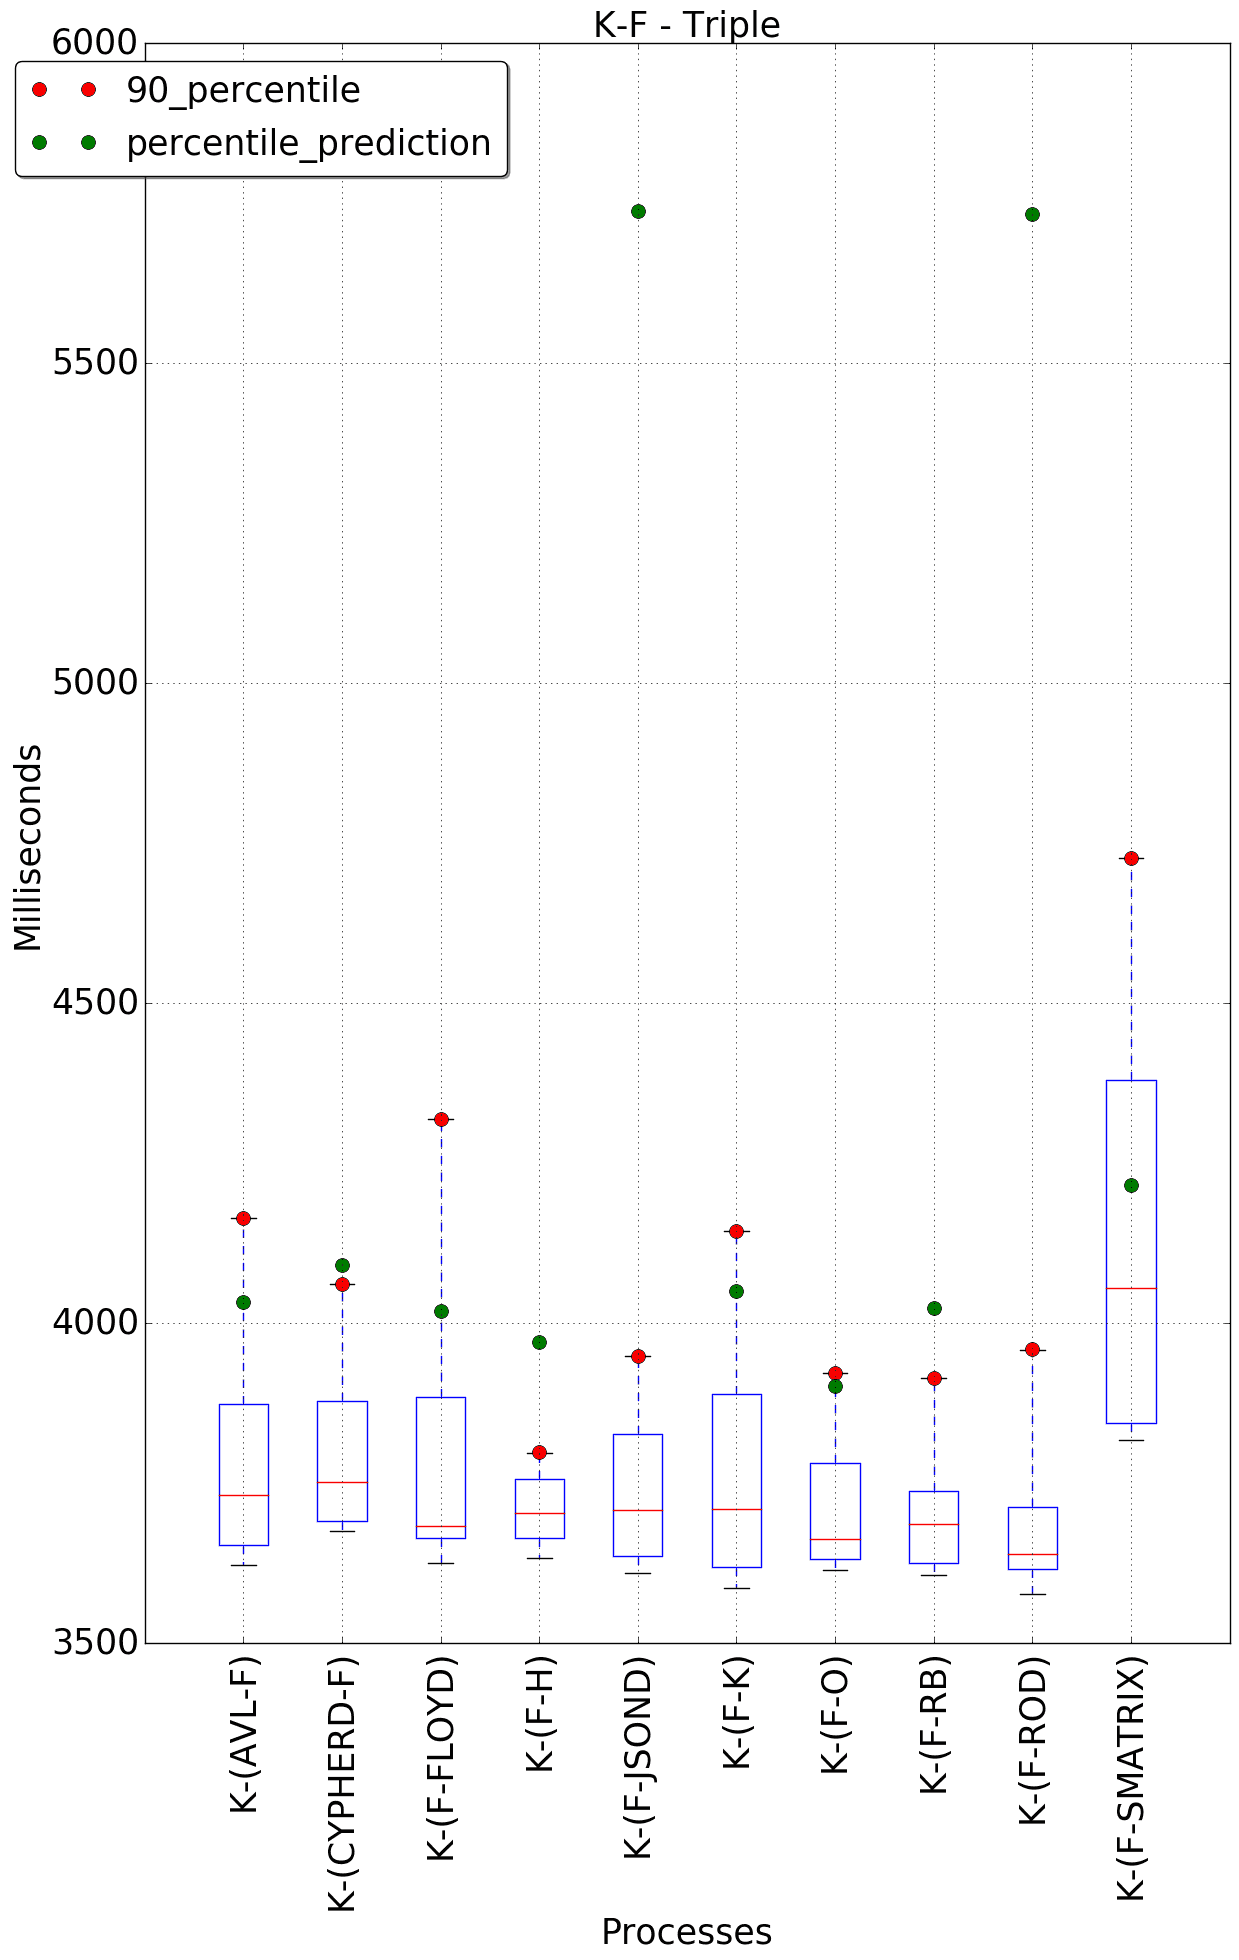 K-F - Triple
6000
90_percentile
percentile_prediction
5500
5000
4500
4000
3500
Milliseconds
K-(AVL-F)
K-(CYPHERD-F)
K-(F-FLOYD)
K-(F-H)
K-(F-JSOND)
K-(F-K)
K-(F-O)
K-(F-RB)
K-(F-ROD)
K-(F-SMATRIX)
Processes